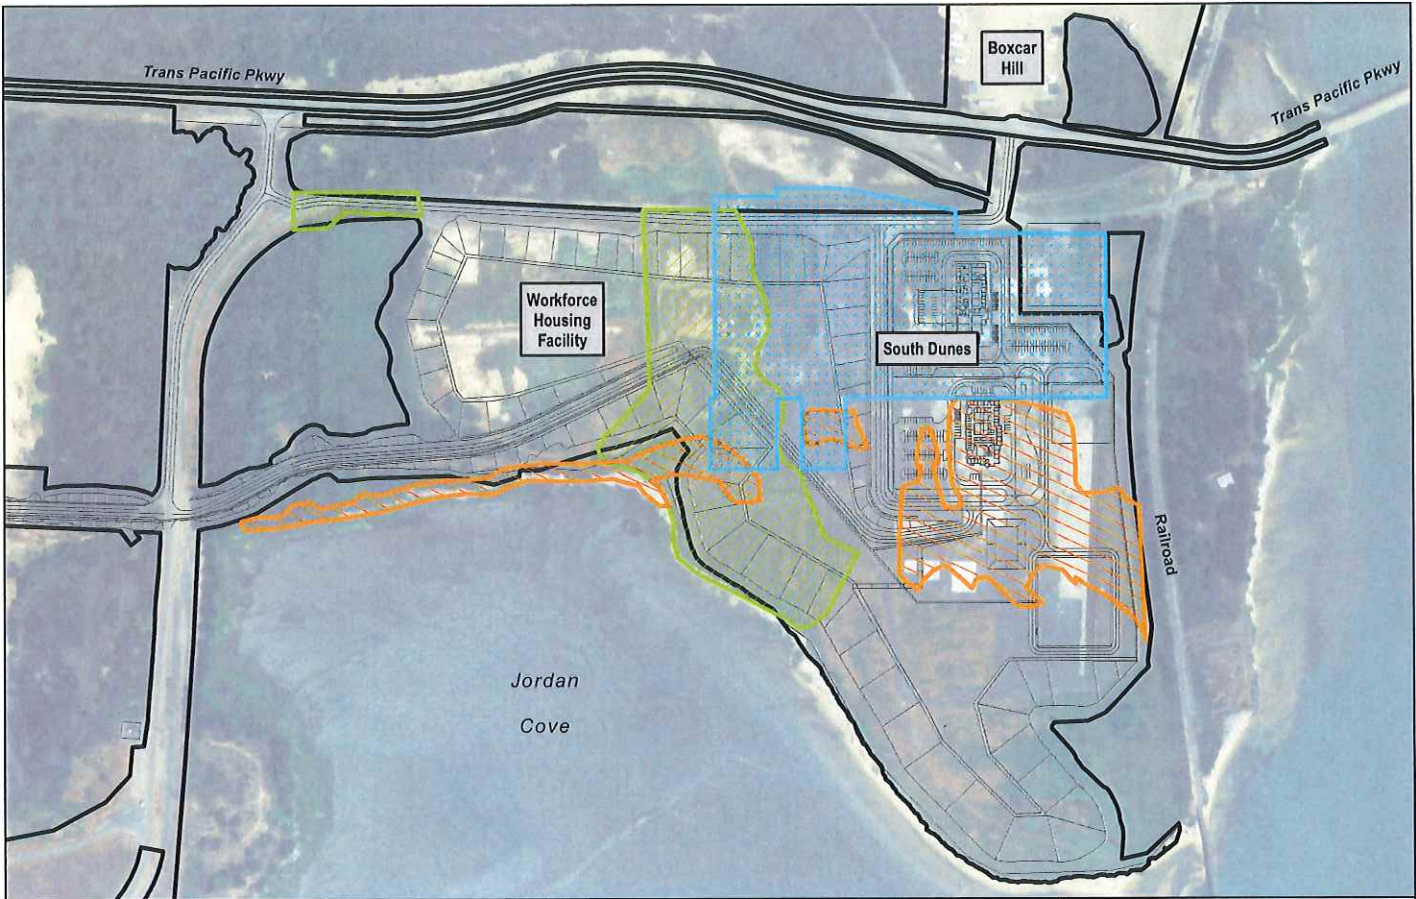 Trans Pacific Pkwy
Boxcar
Hill
Trans Pacific Pkwy
Workforce
Housing
Facility
South Dunes
Railroad
Jordan
Cove